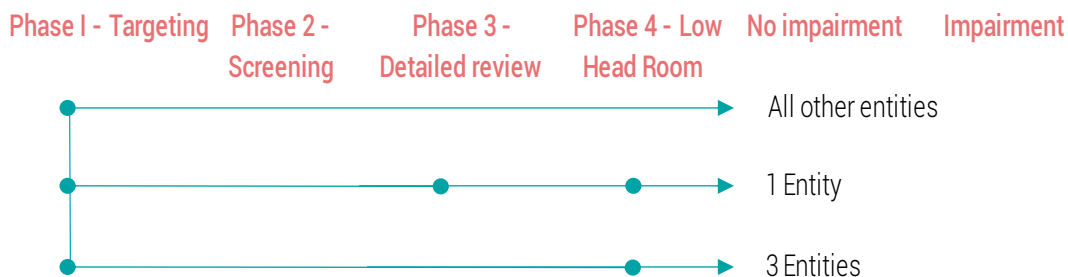 Phase I - Targeting Phase 2 - Phase 3 - Phase 4 - Low No impairment Impairment
Screening Detailed review Head Room
All other entities
1 Entity
3 Entities